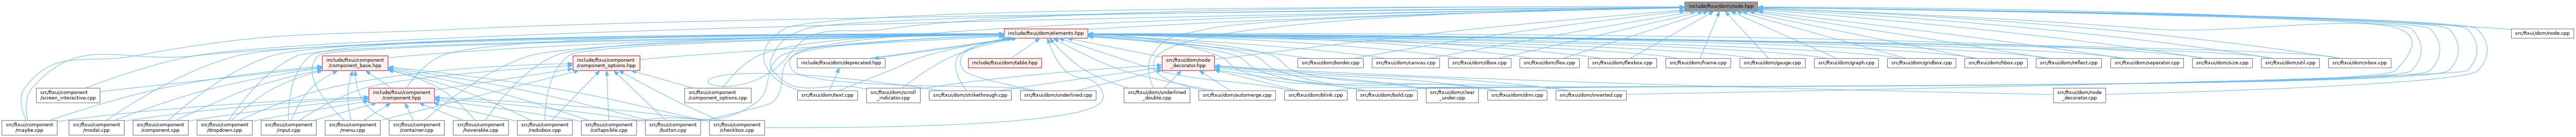 include/ftxui/dom/node.hpp
include/ftxui/dom/elements.hpp
src/ftxui/dom/node.cpp
include/ftxui/component
/component_base.hpp
include/ftxui/component
/component_options.hpp
include/ftxui/dom/deprecated.hpp
include/ftxui/dom/table.hpp
src/ftxui/dom/node
_decorator.hpp
src/ftxui/dom/border.cpp
src/ftxui/dom/canvas.cpp
src/ftxui/dom/dbox.cpp
src/ftxui/dom/flex.cpp
src/ftxui/dom/flexbox.cpp
src/ftxui/dom/frame.cpp
src/ftxui/dom/gauge.cpp
src/ftxui/dom/graph.cpp
src/ftxui/dom/gridbox.cpp
src/ftxui/dom/hbox.cpp
src/ftxui/dom/reflect.cpp
src/ftxui/dom/separator.cpp
src/ftxui/dom/size.cpp
src/ftxui/dom/util.cpp
src/ftxui/dom/vbox.cpp
src/ftxui/component
/screen_interactive.cpp
include/ftxui/component
/component.hpp
src/ftxui/component
/component_options.cpp
src/ftxui/dom/text.cpp
src/ftxui/dom/scroll
_indicator.cpp
src/ftxui/dom/strikethrough.cpp
src/ftxui/dom/underlined.cpp
src/ftxui/dom/underlined
_double.cpp
src/ftxui/dom/automerge.cpp
src/ftxui/dom/blink.cpp
src/ftxui/dom/bold.cpp
src/ftxui/dom/clear
_under.cpp
src/ftxui/dom/dim.cpp
src/ftxui/dom/inverted.cpp
src/ftxui/dom/node
_decorator.cpp
src/ftxui/component
/maybe.cpp
src/ftxui/component
/modal.cpp
src/ftxui/component
/component.cpp
src/ftxui/component
/dropdown.cpp
src/ftxui/component
/input.cpp
src/ftxui/component
/menu.cpp
src/ftxui/component
/container.cpp
src/ftxui/component
/hoverable.cpp
src/ftxui/component
/radiobox.cpp
src/ftxui/component
/collapsible.cpp
src/ftxui/component
/button.cpp
src/ftxui/component
/checkbox.cpp